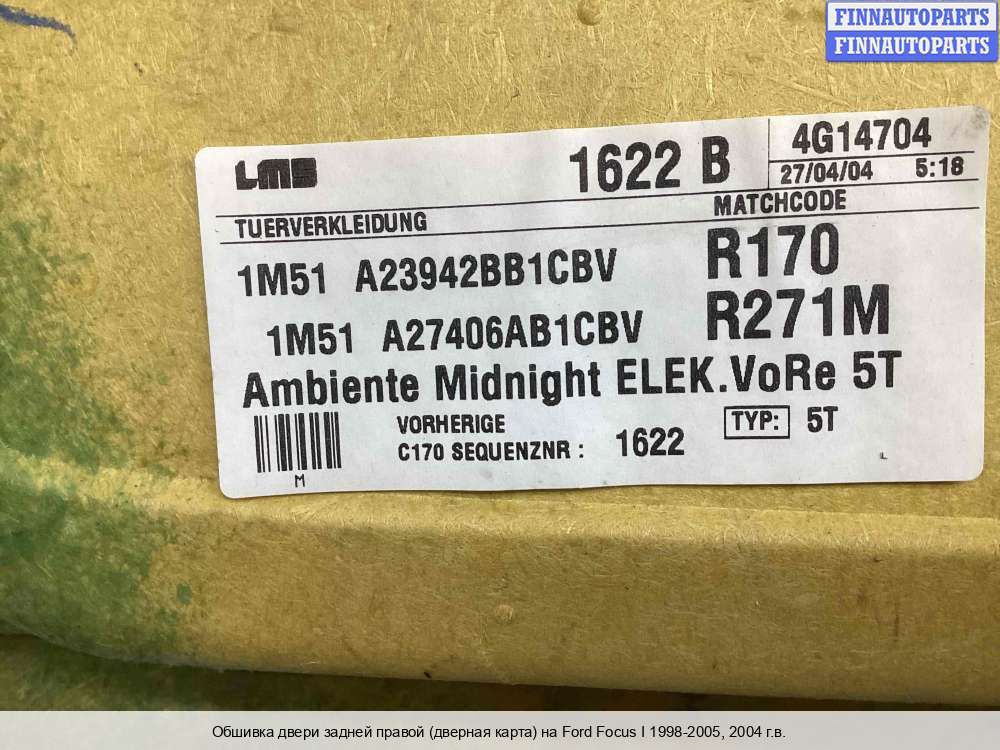 FINNAUTOPARTS
FINNAUTOPARTS
LMS
1622 B
4G14704
27/04/04 5:18
TUERVERKLEIDUNG
MATCHCODE
1M51 A23942BB1CBV
R170
1M51 A27406AB1CBV
R271M
Ambiente Midnight ELEK.VoRe 5T
VORHERIGE
C170 SEQUENZNR : 1622
TYP: 5T
M
L
Обшивка двери задней правой (дверная карта) на Ford Focus I 1998-2005, 2004 г.в.